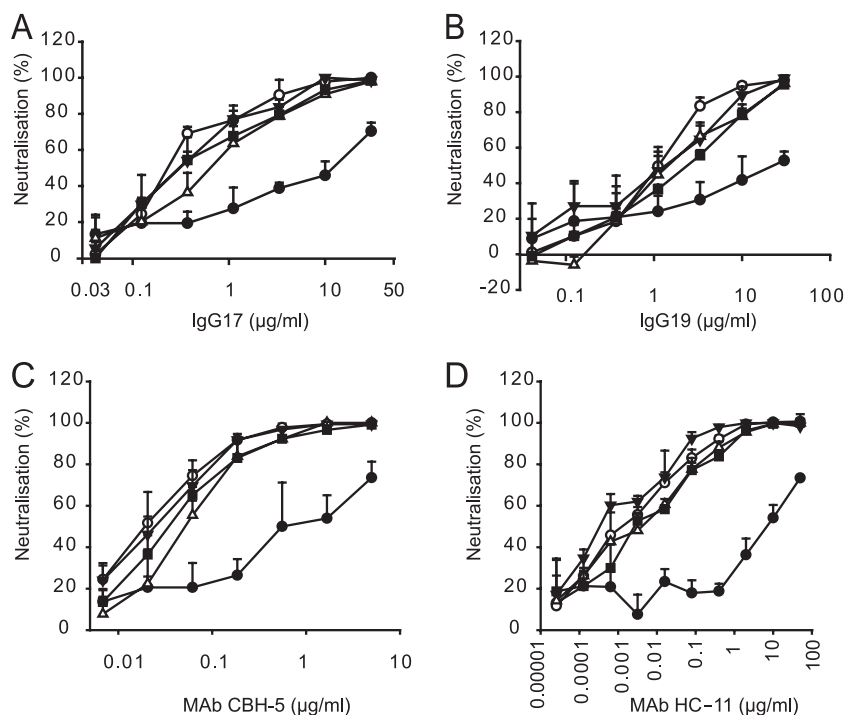 A
Neutralisation (%)
120
100
80
60
40
20
0
0.03 0.1 1 10 50
IgG17 (µg/ml)
B
Neutralisation (%)
120
100
80
60
40
20
0
-20
0.1 1 10 100
IgG19 (µg/ml)
C
Neutralisation (%)
120
100
80
60
40
20
0
0.01 0.1 1 10
MAb CBH-5 (µg/ml)
D
Neutralisation (%)
120
100
80
60
40
20
0
0.00001 0.0001 0.001 0.01 0.1 1 10 100
MAb HC-11 (µg/ml)